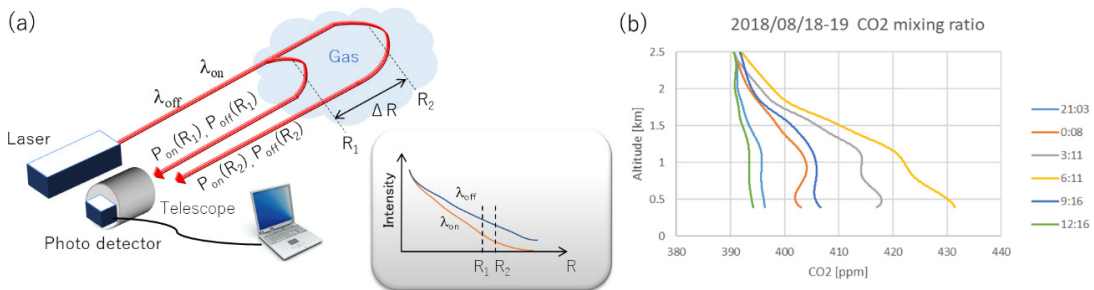 (a)
Gas
λon
λoff
Laser
Pon(R1) , Poff(R1)
Pon(R2) , Poff(R2)
Δ R
R1
R2
Telescope
Photo detector
Intensity
λoff
λon
R1
R2
R
(b)
2018/08/18-19 CO2 mixing ratio
Altitude [km]
2.5
2
1.5
1
0.5
0
380
390
400
410
420
430
440
CO2 [ppm]
21:03
0:08
3:11
6:11
9:16
12:16